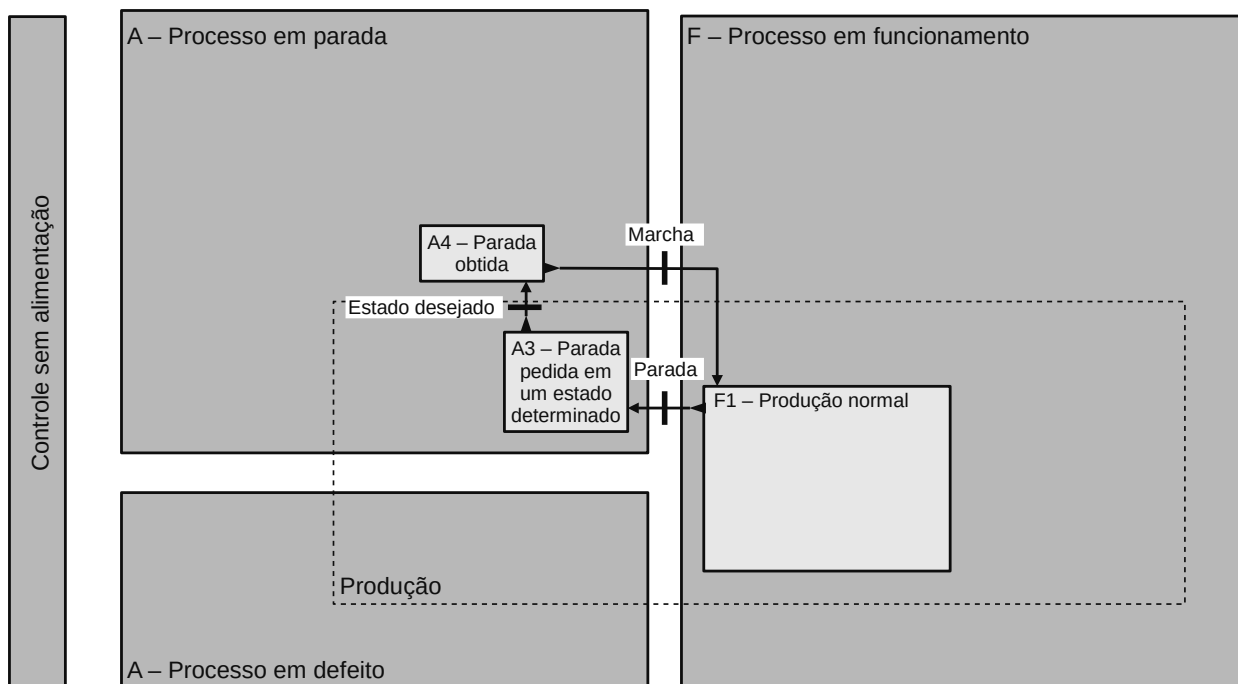 Controle sem alimentação
A – Processo em parada
F – Processo em funcionamento
A4 – Parada
obtida
Marcha
Estado desejado
A3 – Parada
pedida em
um estado
determinado
Parada
F1 – Produção normal
Produção
A – Processo em defeito